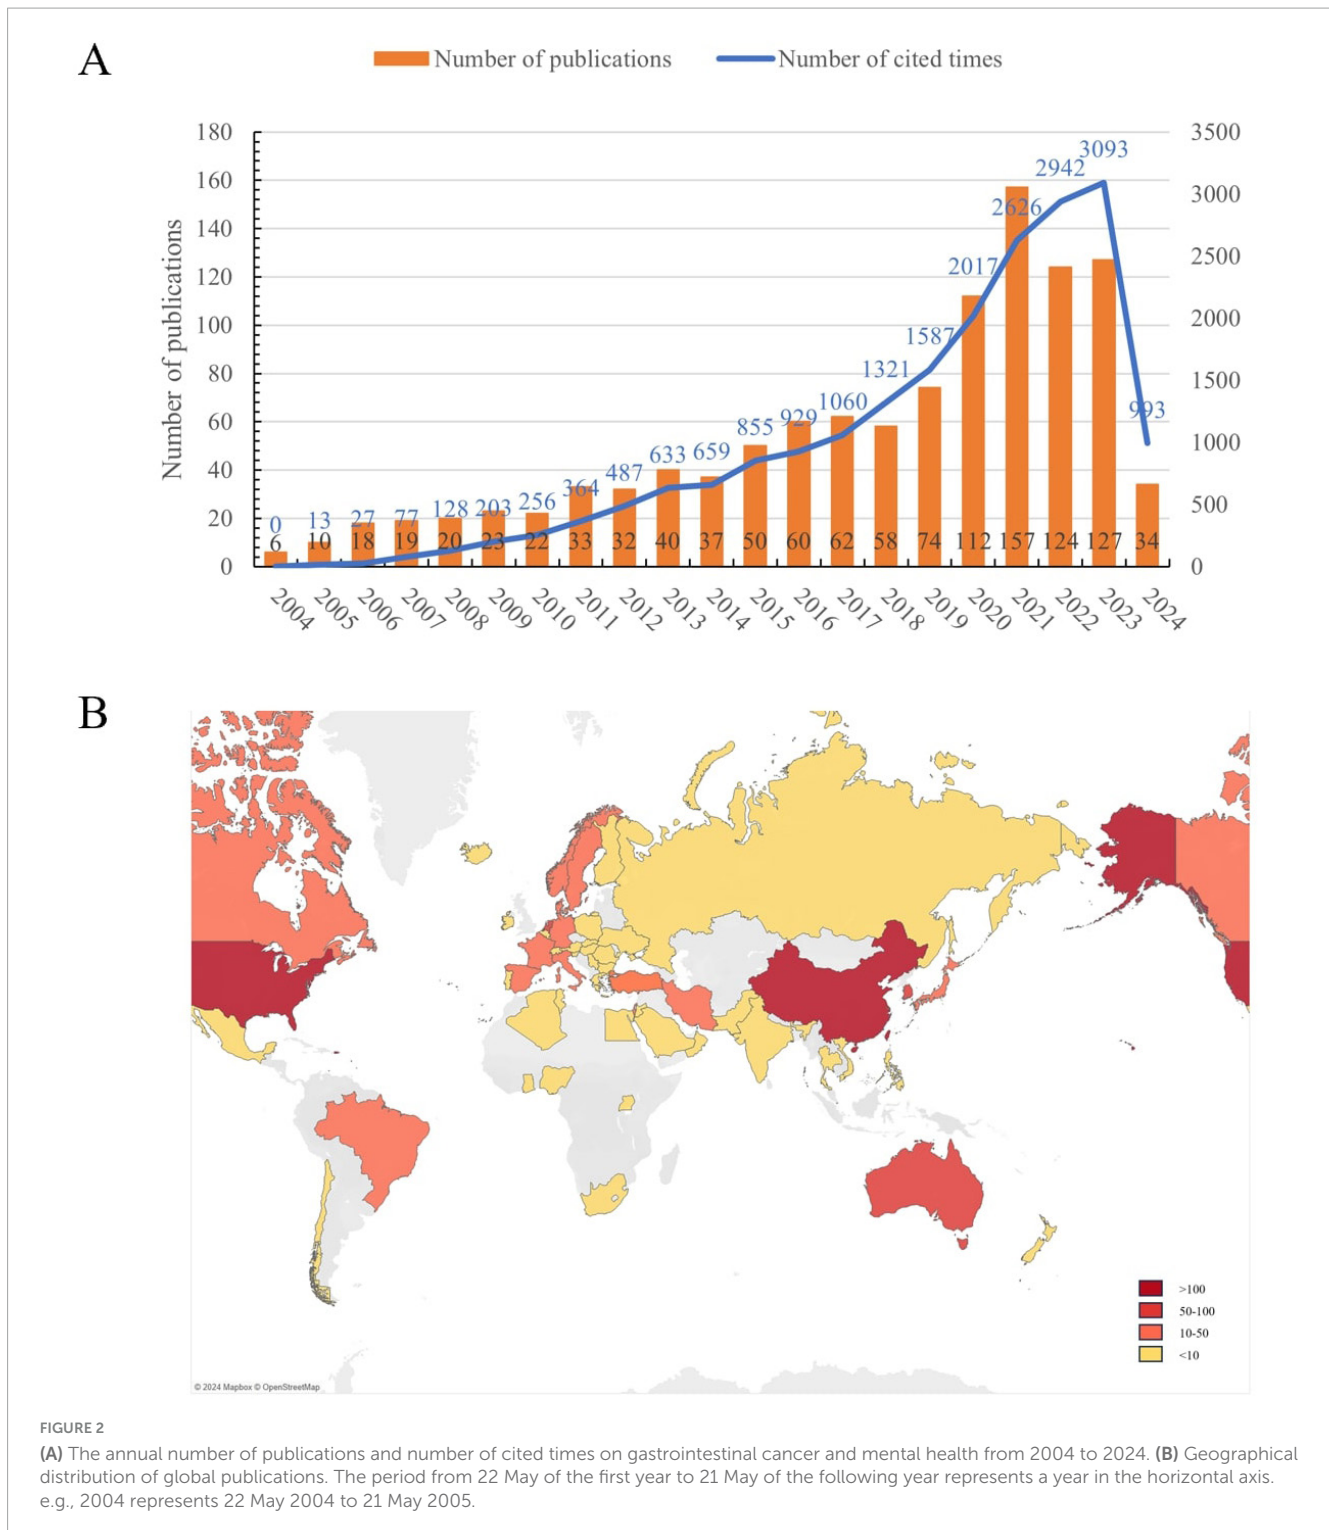 A
Number of publications
Number of cited times
180 3500
160 3000
140 2500
120 2000
100 1500
80 1000
60 500
40 0
20
0
Number of publications
0 13 27 77 128 203 256 364 487 633 659 855 929 1060 1321 1587 2017 2626 2942 3093 993
6 10 18 19 20 23 22 33 32 40 37 50 60 62 58 74 112 157 124 127 34
2004 2005 2006 2007 2008 2009 2010 2011 2012 2013 2014 2015 2016 2017 2018 2019 2020 2021 2022 2023 2024
B
>100
50-100
10-50
<10
© 2024 Mapbox © OpenStreetMap
FIGURE 2
(A) The annual number of publications and number of cited times on gastrointestinal cancer and mental health from 2004 to 2024. (B) Geographical
distribution of global publications. The period from 22 May of the first year to 21 May of the following year represents a year in the horizontal axis.
e.g., 2004 represents 22 May 2004 to 21 May 2005.